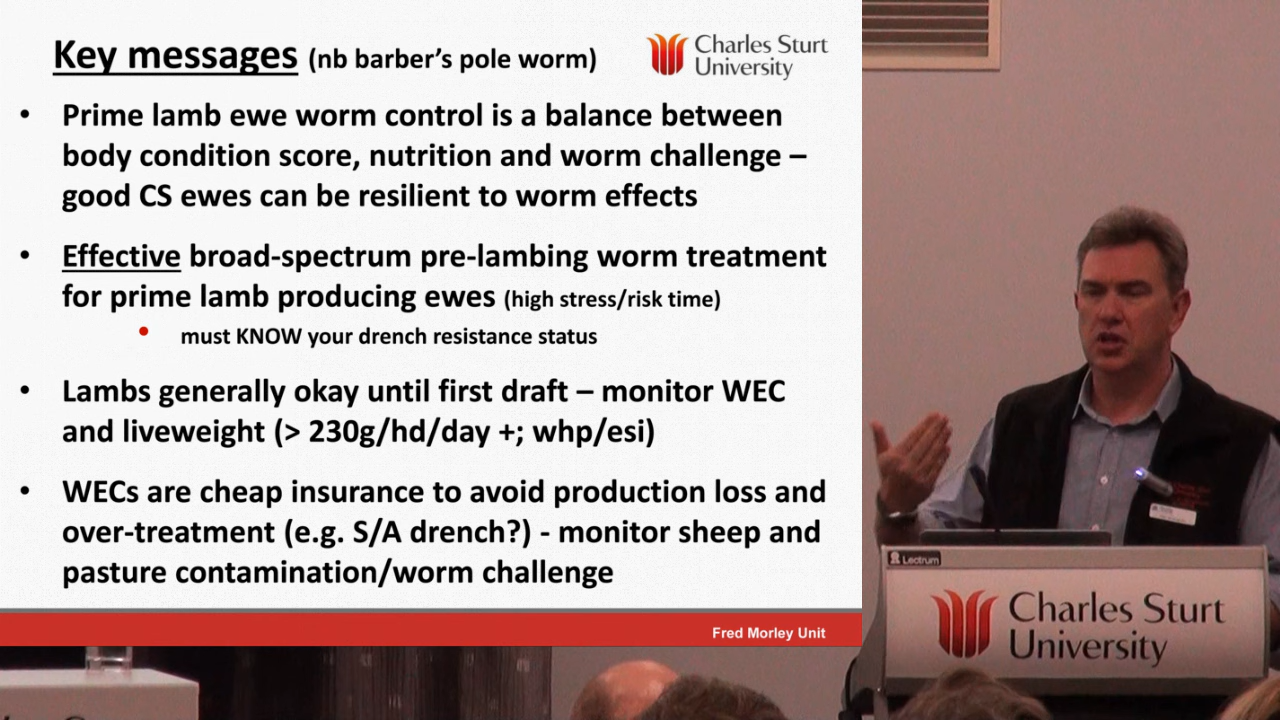 Key messages (nb barber's pole worm)
Charles Sturt
University
• Prime lamb ewe worm control is a balance between
body condition score, nutrition and worm challenge –
good CS ewes can be resilient to worm effects
• Effective broad-spectrum pre-lambing worm treatment
for prime lamb producing ewes (high stress/risk time)
• must KNOW your drench resistance status
• Lambs generally okay until first draft – monitor WEC
and liveweight (> 230g/hd/day +; whp/esi)
• WECs are cheap insurance to avoid production loss and
over-treatment (e.g. S/A drench?) - monitor sheep and
pasture contamination/worm challenge
Fred Morley Unit
Lectrum
Charles Sturt
University